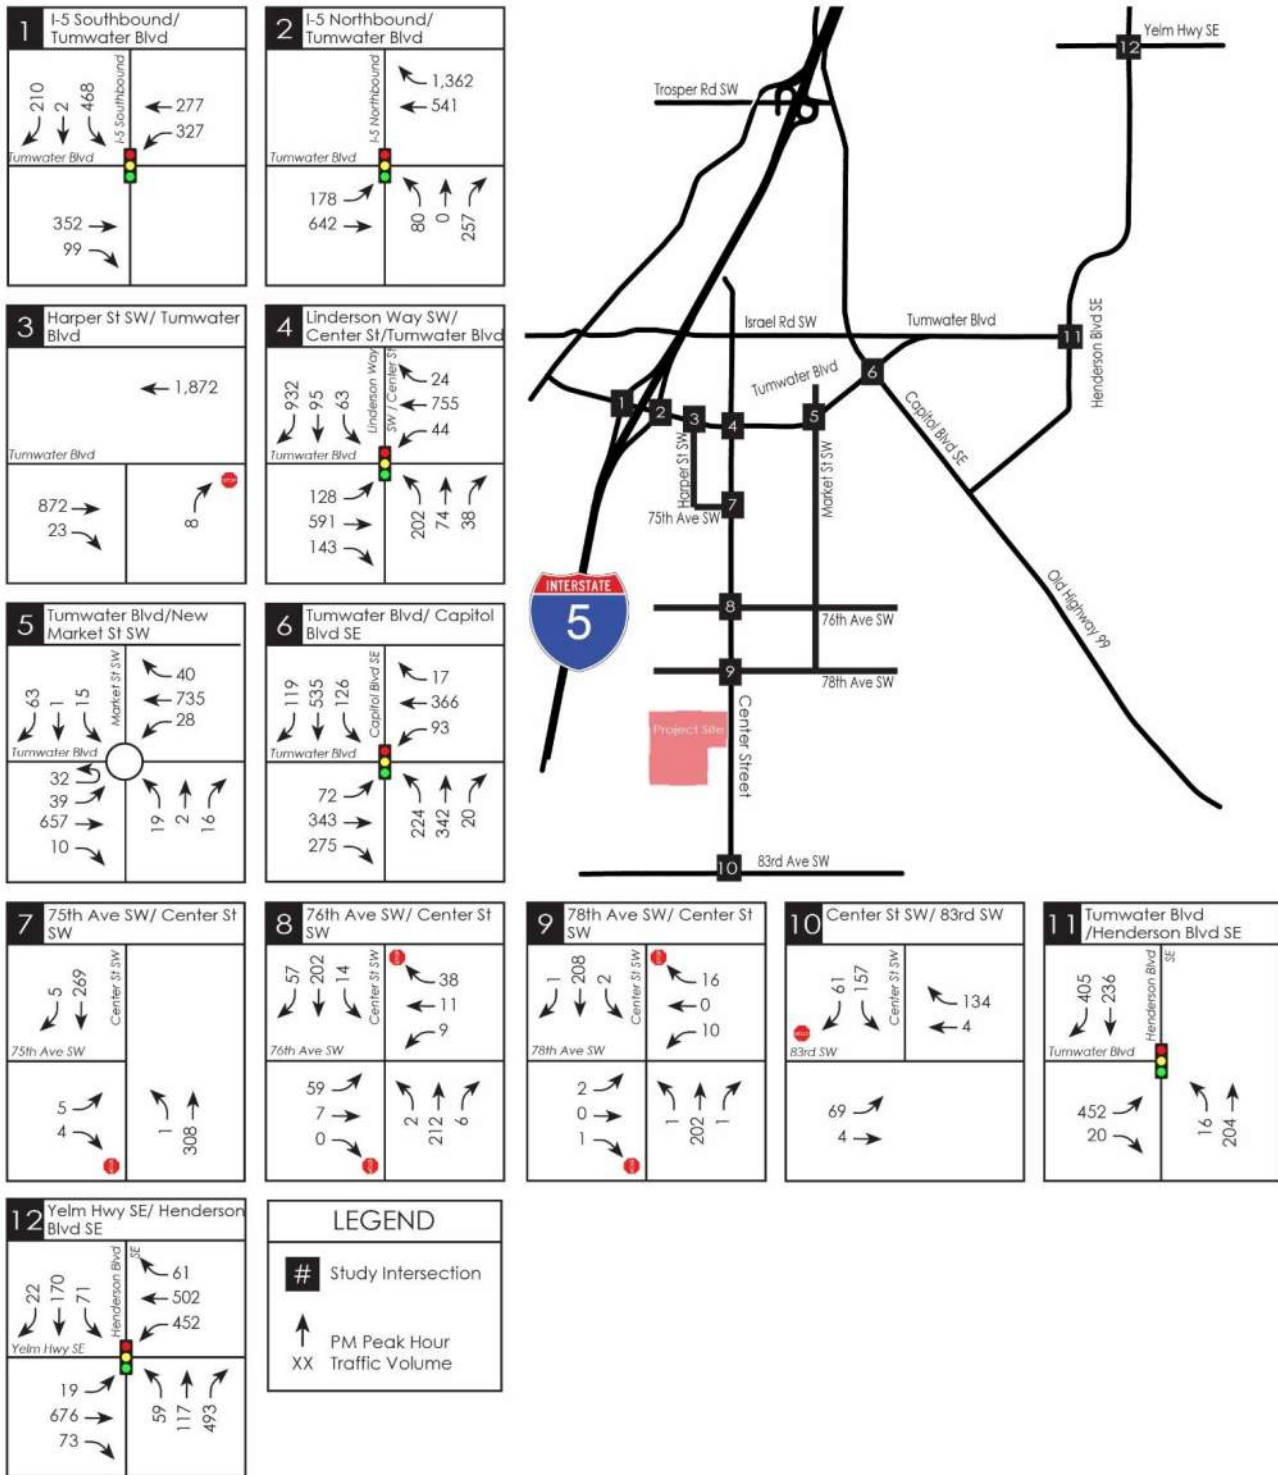 1
I-5 Southbound/
Tumwater Blvd
210
2
468
I-5 Southbound
277
327
Tumwater Blvd
352
99
2
I-5 Northbound/
Tumwater Blvd
I-5 Northbound
1,362
541
Tumwater Blvd
178
642
80
0
257
3
Harper St SW/ Tumwater
Blvd
1,872
Tumwater Blvd
872
23
8
4
Linderson Way SW/
Center St/Tumwater Blvd
932
95
63
Linderson Way
SW / Center St
24
755
44
Tumwater Blvd
128
591
143
202
74
38
5
Tumwater Blvd/New
Market St SW
63
1
15
Market St SW
40
735
28
Tumwater Blvd
32
39
657
10
19
2
16
6
Tumwater Blvd/ Capitol
Blvd SE
119
535
126
Capitol Blvd SE
17
366
93
Tumwater Blvd
72
343
275
224
342
20
Yelm Hwy SE
12
Trosper Rd SW
Israel Rd SW
Tumwater Blvd
11
Henderson Blvd SE
Tumwater Blvd
6
1
2
3
4
5
Capitol Blvd SE
Harper St SW
Market St SW
7
75th Ave SW
INTERSTATE
5
Old Highway 99
8
76th Ave SW
9
78th Ave SW
Project Site
Center Street
10
83rd Ave SW
7
75th Ave SW/ Center St
SW
5
269
Center St SW
75th Ave SW
5
4
1
308
8
76th Ave SW/ Center St
SW
57
202
14
Center St SW
38
11
9
76th Ave SW
59
7
0
2
212
6
9
78th Ave SW/ Center St
SW
1
208
2
Center St SW
16
0
10
78th Ave SW
2
0
1
1
202
1
10
Center St SW/ 83rd SW
61
157
Center St SW
134
4
83rd SW
69
4
11
Tumwater Blvd
/Henderson Blvd SE
405
236
Henderson Blvd
SE
Tumwater Blvd
452
20
16
204
12
Yelm Hwy SE/ Henderson
Blvd SE
22
170
71
Henderson Blvd
SE
61
502
452
Yelm Hwy SE
19
676
73
59
117
493
LEGEND
# Study Intersection
PM Peak Hour
XX Traffic Volume